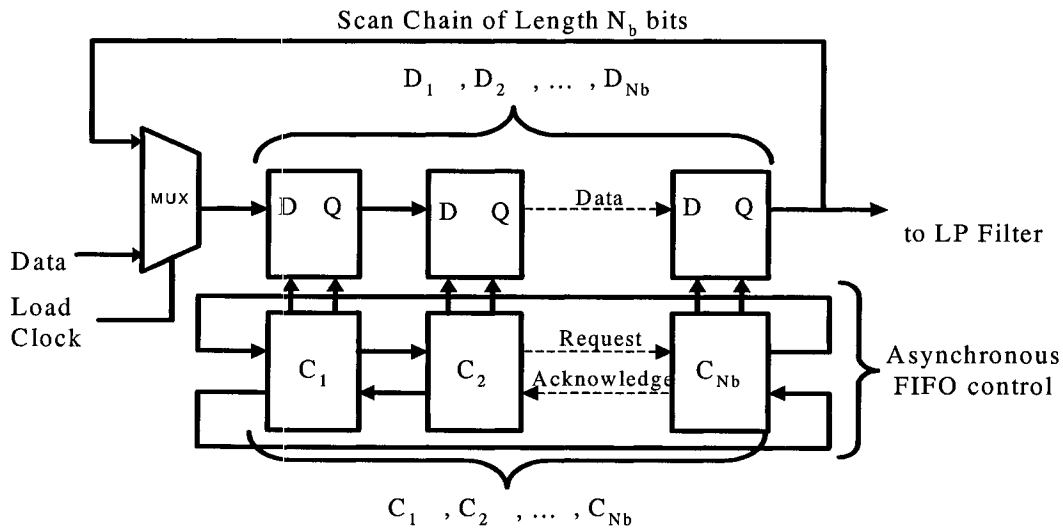 Scan Chain of Length N_b bits
D_1 , D_2 , ... , D_Nb
MUX
D Q
D Q
Data
D Q
to LP Filter
Data
Load
Clock
C_1
C_2
Request
Acknowledge
C_Nb
Asynchronous
FIFO control
C_1 , C_2 , ... , C_Nb